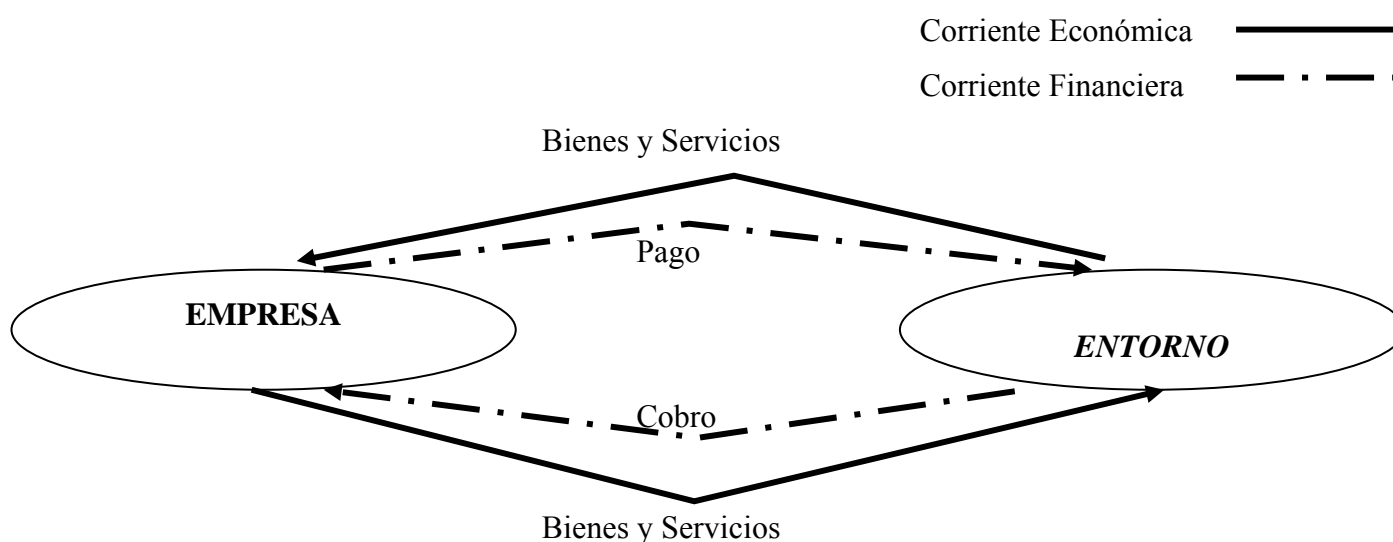 Corriente Económica
Corriente Financiera
Bienes y Servicios
Pago
EMPRESA
ENTORNO
Cobro
Bienes y Servicios